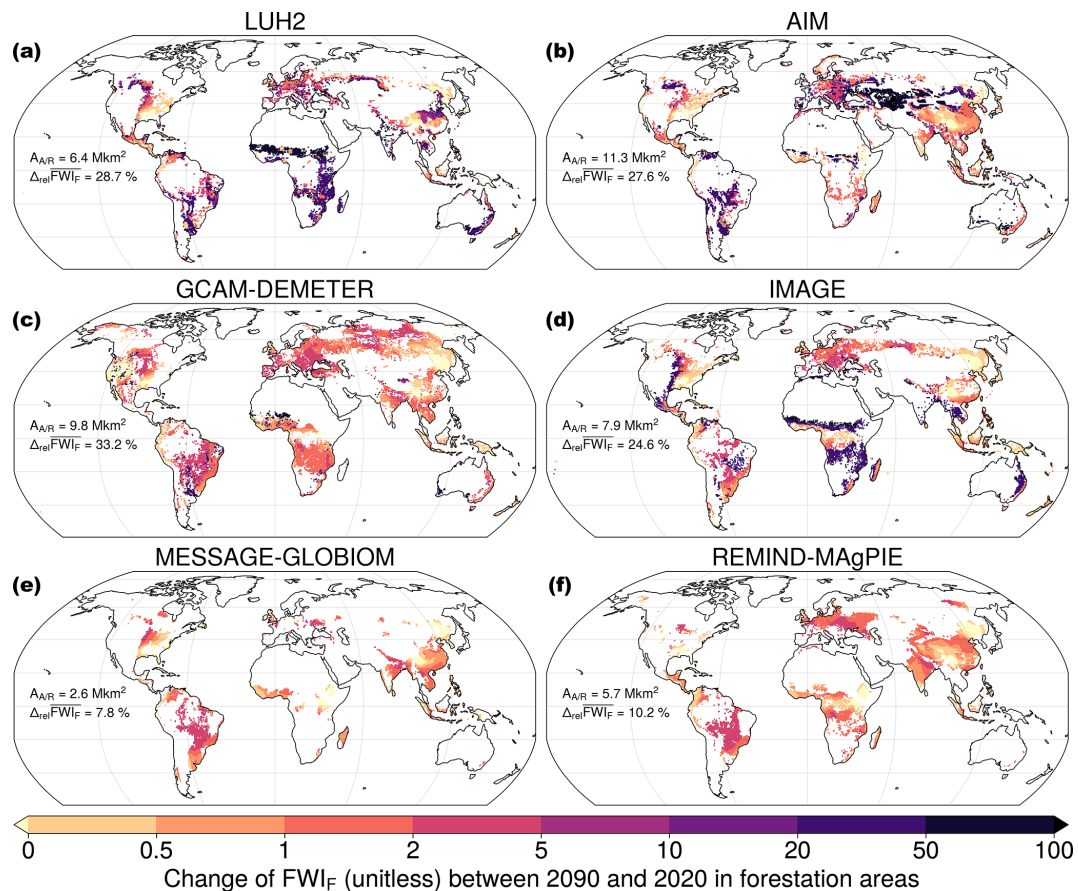 LUH2
AIM
(a)
(b)
A_A/R = 6.4 Mkm²
Δ_rel FWI_F = 28.7 %
A_A/R = 11.3 Mkm²
Δ_rel FWI_F = 27.6 %
GCAM-DEMETER
IMAGE
(c)
(d)
A_A/R = 9.8 Mkm²
Δ_rel FWI_F = 33.2 %
A_A/R = 7.9 Mkm²
Δ_rel FWI_F = 24.6 %
MESSAGE-GLOBIOM
REMIND-MAgPIE
(e)
(f)
A_A/R = 2.6 Mkm²
Δ_rel FWI_F = 7.8 %
A_A/R = 5.7 Mkm²
Δ_rel FWI_F = 10.2 %
0 0.5 1 2 5 10 20 50 100
Change of FWI_F (unitless) between 2090 and 2020 in forestation areas